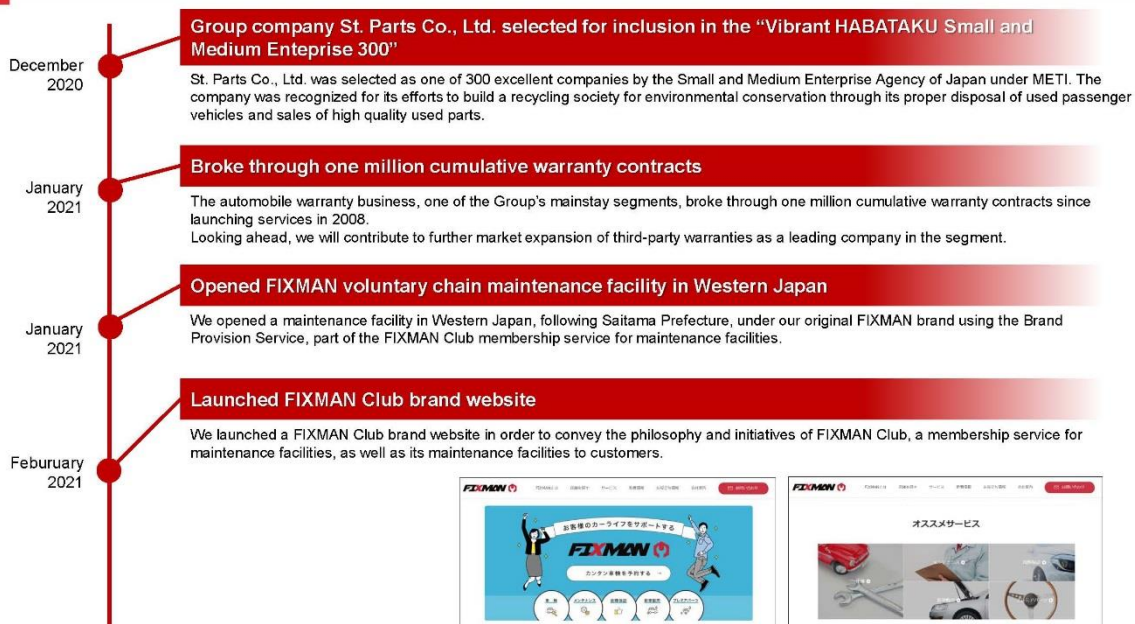 December
2020
Group company St. Parts Co., Ltd. selected for inclusion in the “Vibrant HABATAKU Small and
Medium Enteprise 300”
St. Parts Co., Ltd. was selected as one of 300 excellent companies by the Small and Medium Enterprise Agency of Japan under METI. The
company was recognized for its efforts to build a recycling society for environmental conservation through its proper disposal of used passenger
vehicles and sales of high quality used parts.
January
2021
Broke through one million cumulative warranty contracts
The automobile warranty business, one of the Group's mainstay segments, broke through one million cumulative warranty contracts since
launching services in 2008.
Looking ahead, we will contribute to further market expansion of third-party warranties as a leading company in the segment.
January
2021
Opened FIXMAN voluntary chain maintenance facility in Western Japan
We opened a maintenance facility in Western Japan, following Saitama Prefecture, under our original FIXMAN brand using the Brand
Provision Service, part of the FIXMAN Club membership service for maintenance facilities.
Feburuary
2021
Launched FIXMAN Club brand website
We launched a FIXMAN Club brand website in order to convey the philosophy and initiatives of FIXMAN Club, a membership service for
maintenance facilities, as well as its maintenance facilities to customers.
FIXMAN
お客様のカーライフをサポートする
FIXMAN
カンタン車検を予約する
FIXMAN
オススメサービス